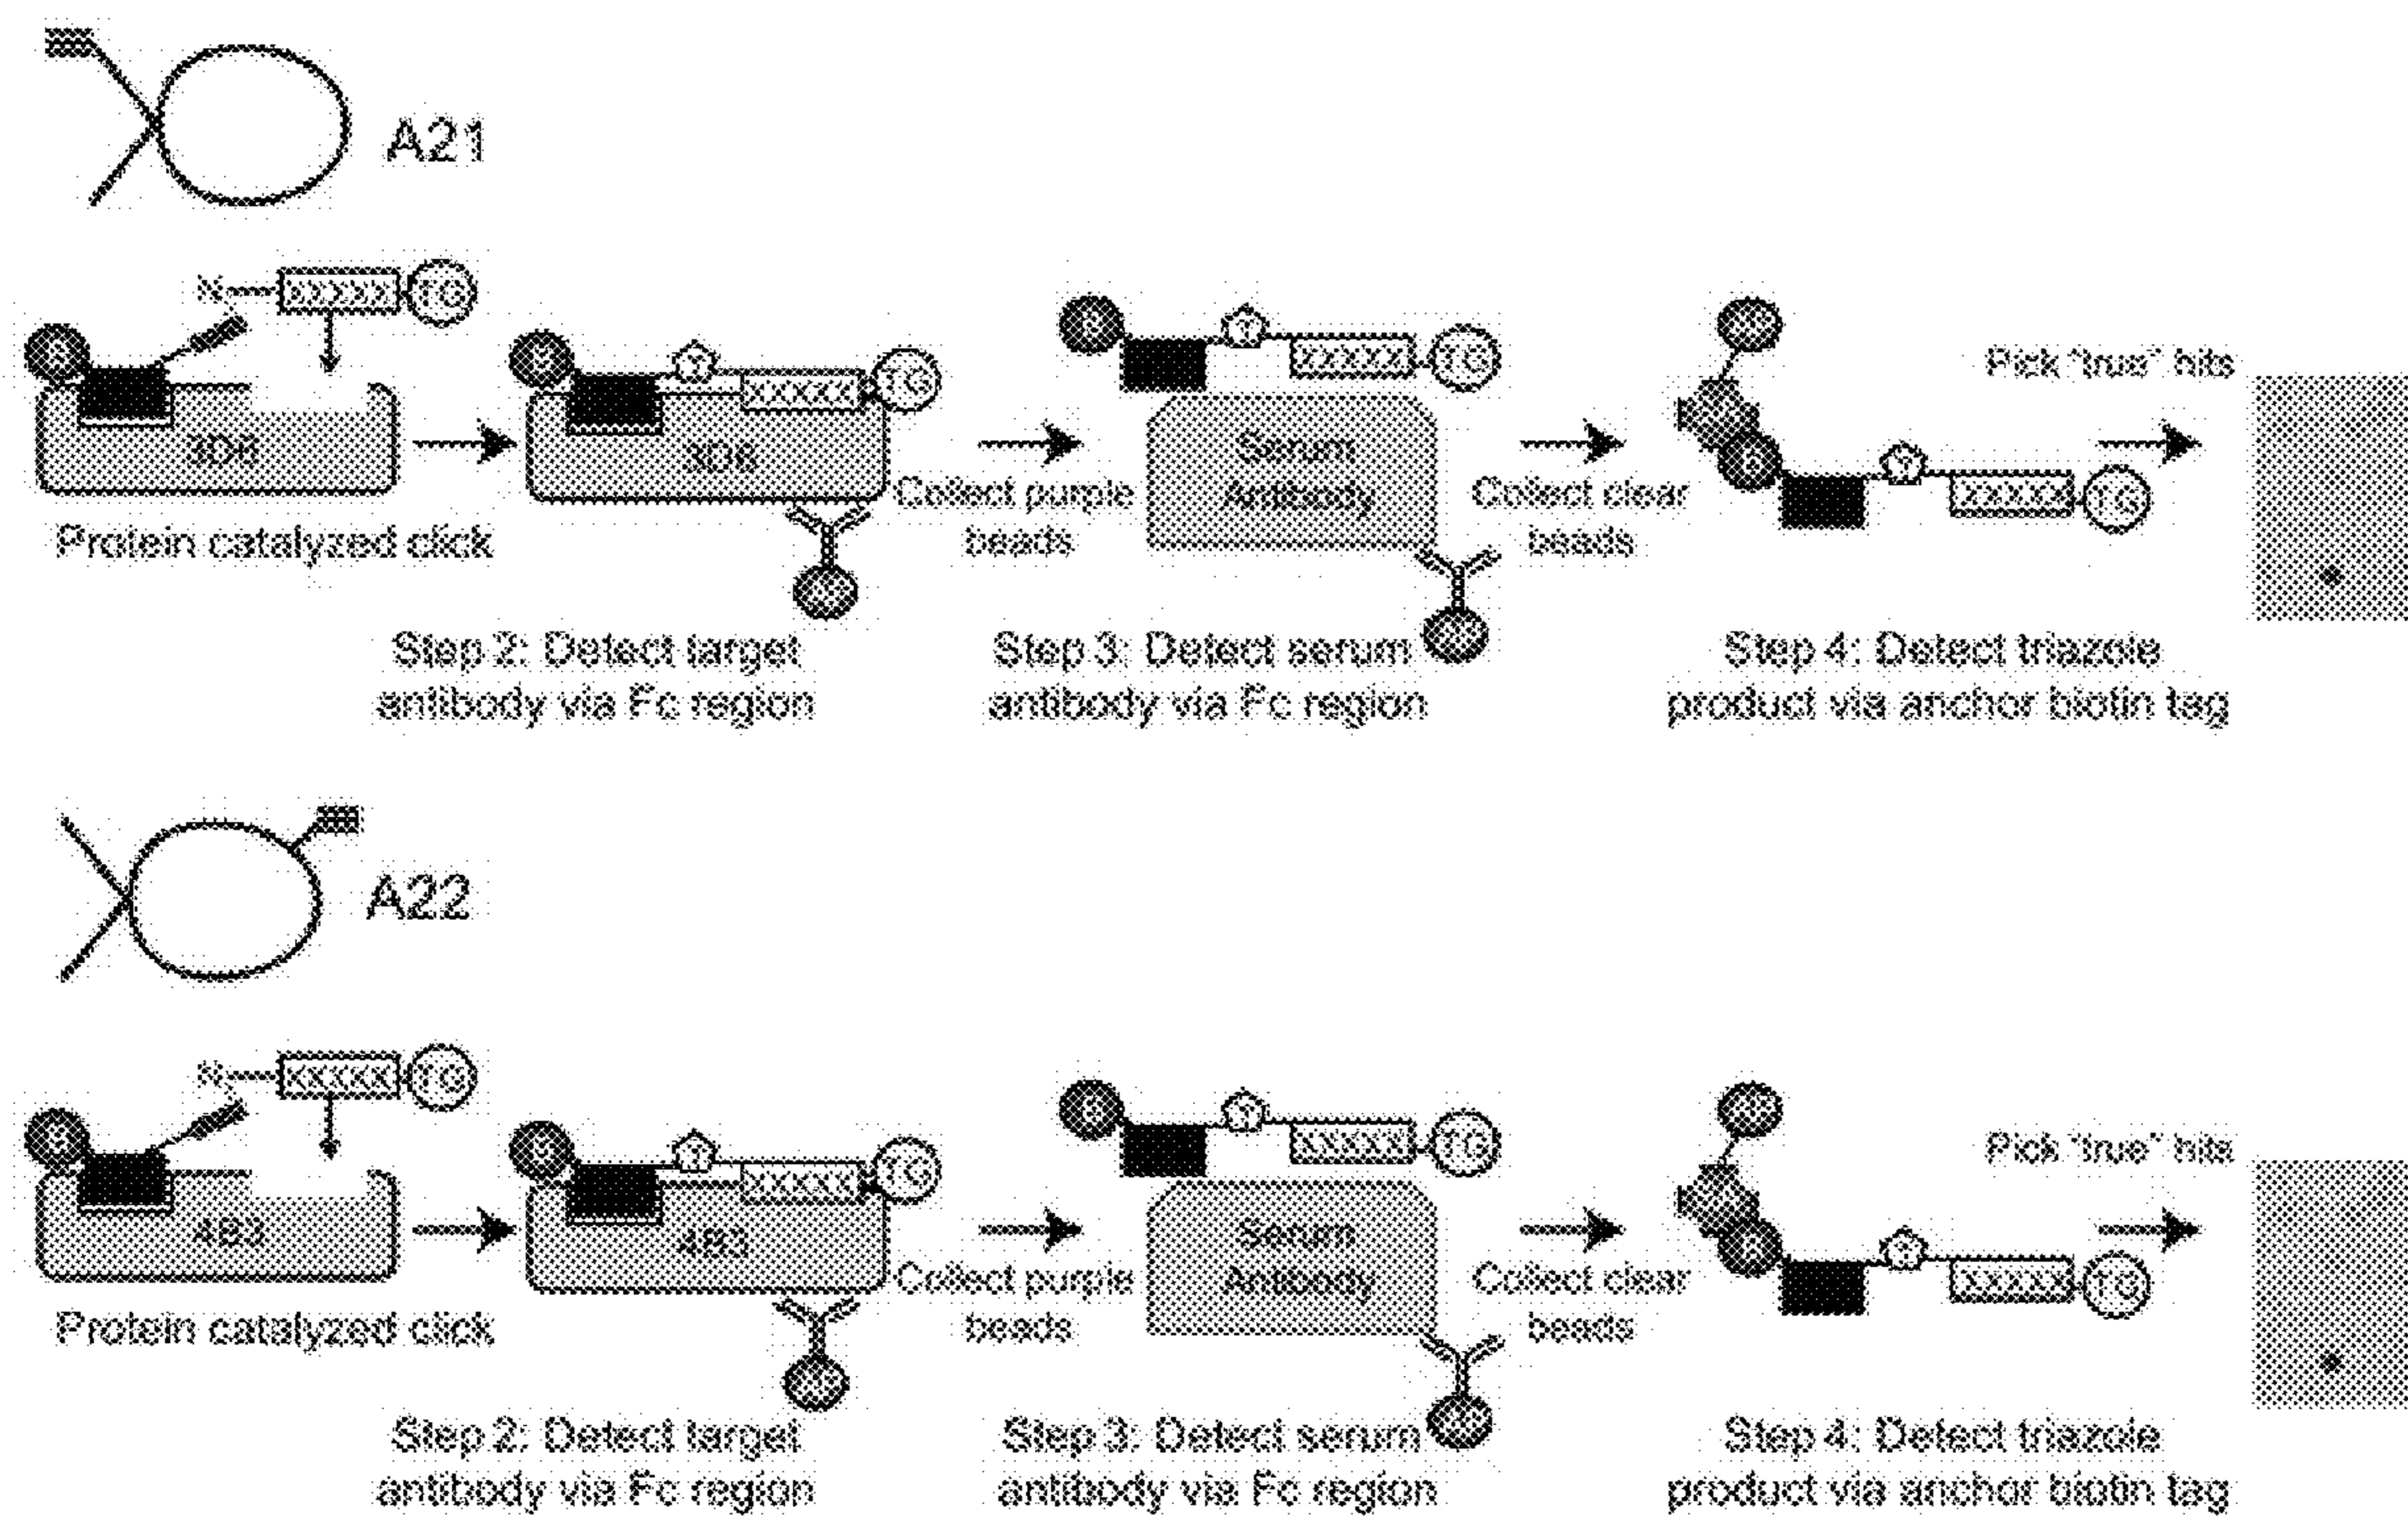 A21
N
XXXXX
TG
B
3D6
Protein catalyzed click
B
XXXXX
TG
3D6
Step 2: Detect target
antibody via Fc region
Collect purple
beads
B
XXXXX
TG
Serum
Antibody
Step 3: Detect serum
antibody via Fc region
Collect clear
beads
B
XXXXX
TG
Step 4: Detect triazole
product via anchor biotin tag
Pick "true" hits
A22
N
XXXXX
TG
B
4B3
Protein catalyzed click
B
XXXXX
TG
4B3
Step 2: Detect target
antibody via Fc region
Collect purple
beads
B
XXXXX
TG
Serum
Antibody
Step 3: Detect serum
antibody via Fc region
Collect clear
beads
B
XXXXX
TG
Step 4: Detect triazole
product via anchor biotin tag
Pick "true" hits